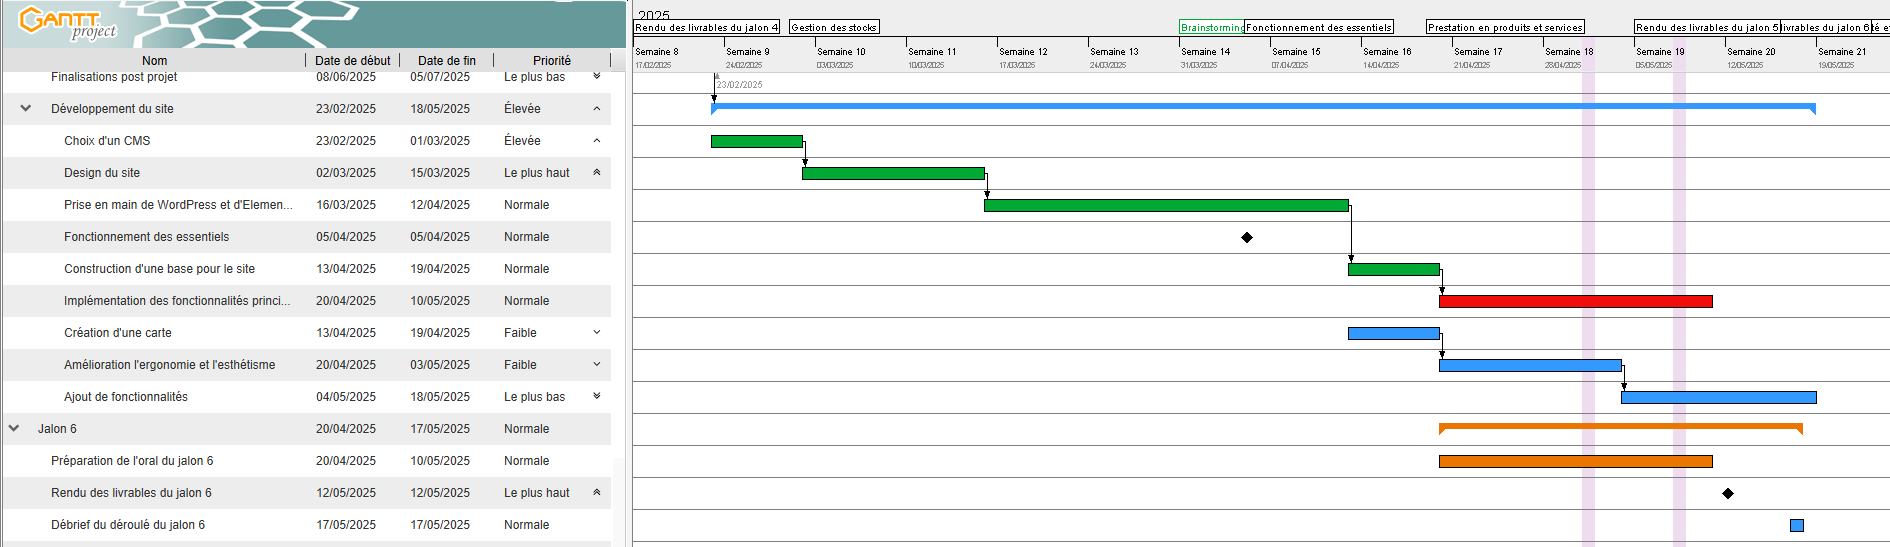 GANTT
project
2025
Rendu des livrables du jalon 4
Gestion des stocks
Brainstorming
Fonctionnement des essentiels
Prestation en produits et services
Rendu des livrables du jalon 5
livrables du jalon 6
té e
Nom
Date de début
Date de fin
Priorité
Semaine 8
Semaine 9
Semaine 10
Semaine 11
Semaine 12
Semaine 13
Semaine 14
Semaine 15
Semaine 16
Semaine 17
Semaine 18
Semaine 19
Semaine 20
Semaine 21
17/02/2025
24/02/2025
03/03/2025
10/03/2025
17/03/2025
24/03/2025
31/03/2025
07/04/2025
14/04/2025
21/04/2025
28/04/2025
05/05/2025
12/05/2025
19/05/2025
Finalisations post projet 08/06/2025 05/07/2025 Le plus bas
23/02/2025
Développement du site 23/02/2025 18/05/2025 Élevée
Choix d'un CMS 23/02/2025 01/03/2025 Élevée
Design du site 02/03/2025 15/03/2025 Le plus haut
Prise en main de WordPress et d'Elemen... 16/03/2025 12/04/2025 Normale
Fonctionnement des essentiels 05/04/2025 05/04/2025 Normale
Construction d'une base pour le site 13/04/2025 19/04/2025 Normale
Implémentation des fonctionnalités princi... 20/04/2025 10/05/2025 Normale
Création d'une carte 13/04/2025 19/04/2025 Faible
Amélioration l'ergonomie et l'esthétisme 20/04/2025 03/05/2025 Faible
Ajout de fonctionnalités 04/05/2025 18/05/2025 Le plus bas
Jalon 6 20/04/2025 17/05/2025 Normale
Préparation de l'oral du jalon 6 20/04/2025 10/05/2025 Normale
Rendu des livrables du jalon 6 12/05/2025 12/05/2025 Le plus haut
Débrief du déroulé du jalon 6 17/05/2025 17/05/2025 Normale